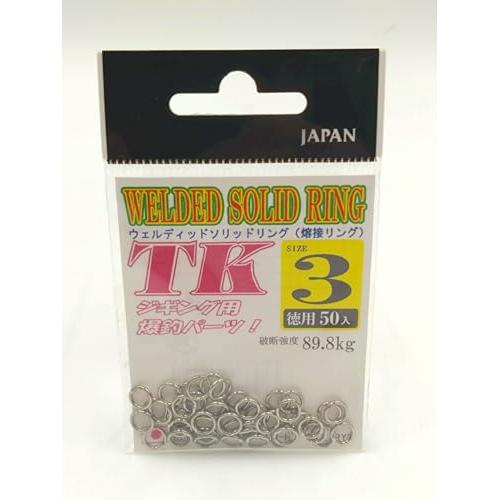 JAPAN
WELDED SOLID RING
ウェルディッドソリッドリング（熔接リング）
TK
ジギング用
爆釣パーツ！
SIZE
3
徳用50入
破断強度 89.8kg